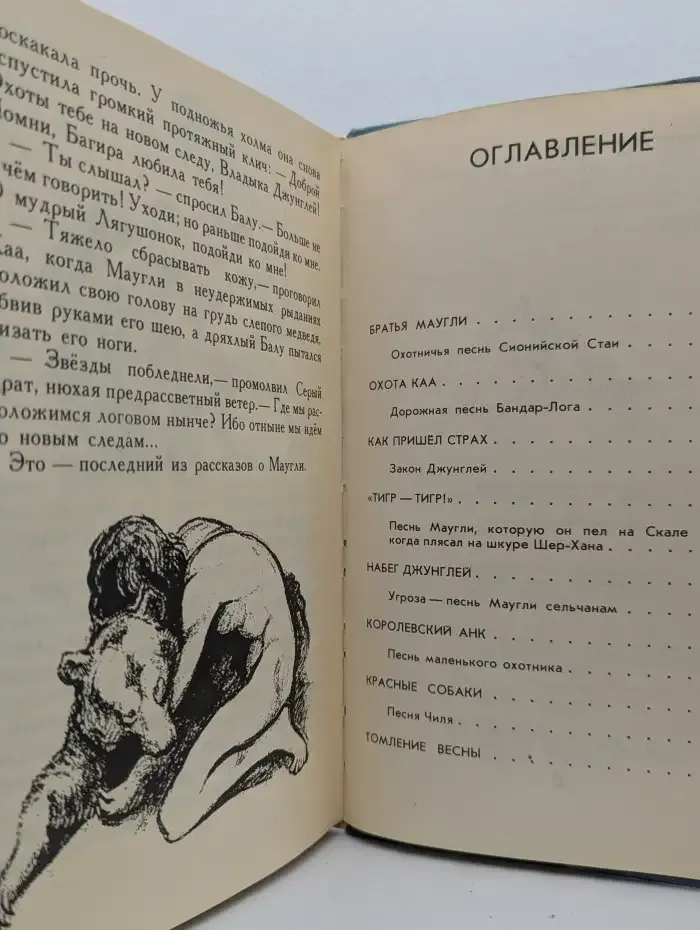 оскакала прочь. У подножья холма она снова
спустила громкий протяжный клич: — Доброй
Охоты тебе на новом следу, Владыка Джунглей!
Помни, Багира любила тебя!
— Ты слышал? — спросил Балу. — Больше не
чём говорить! Уходи; но раньше подойди ко мне.
О мудрый Лягушонок, подойди ко мне!
— Тяжело сбрасывать кожу, — проговорил
Каа, когда Маугли в неудержимых рыданиях
оложил свою голову на грудь слепого медведя,
бвив руками его шею, а дряхлый Балу пытался
изать его ноги.
— Звёзды побледнели, — промолвил Серый
рат, нюхая предрассветный ветер. — Где мы рас-
оложимся логовом нынче? Ибо отныне мы идём
о новым следам...
Это — последний из рассказов о Маугли.
ОГЛАВЛЕНИЕ
БРАТЬЯ МАУГЛИ . . . . . . . . . . . .
Охотничья песнь Сионийской Стаи . . . . .
ОХОТА КАА . . . . . . . . . . . . . .
Дорожная песнь Бандар-Лога . . . . . . .
КАК ПРИШЁЛ СТРАХ . . . . . . . . . . .
Закон Джунглей . . . . . . . . . . . .
«ТИГР — ТИГР!» . . . . . . . . . . . .
Песнь Маугли, которую он пел на Скале
когда плясал на шкуре Шер-Хана . . . . . .
НАБЕГ ДЖУНГЛЕЙ . . . . . . . . . . . .
Угроза — песнь Маугли сельчанам . . . . .
КОРОЛЕВСКИЙ АНК . . . . . . . . . . .
Песнь маленького охотника . . . . . . . .
КРАСНЫЕ СОБАКИ . . . . . . . . . . . .
Песня Чиля . . . . . . . . . . . . . .
ТОМЛЕНИЕ ВЕСНЫ . . . . . . . . . . .